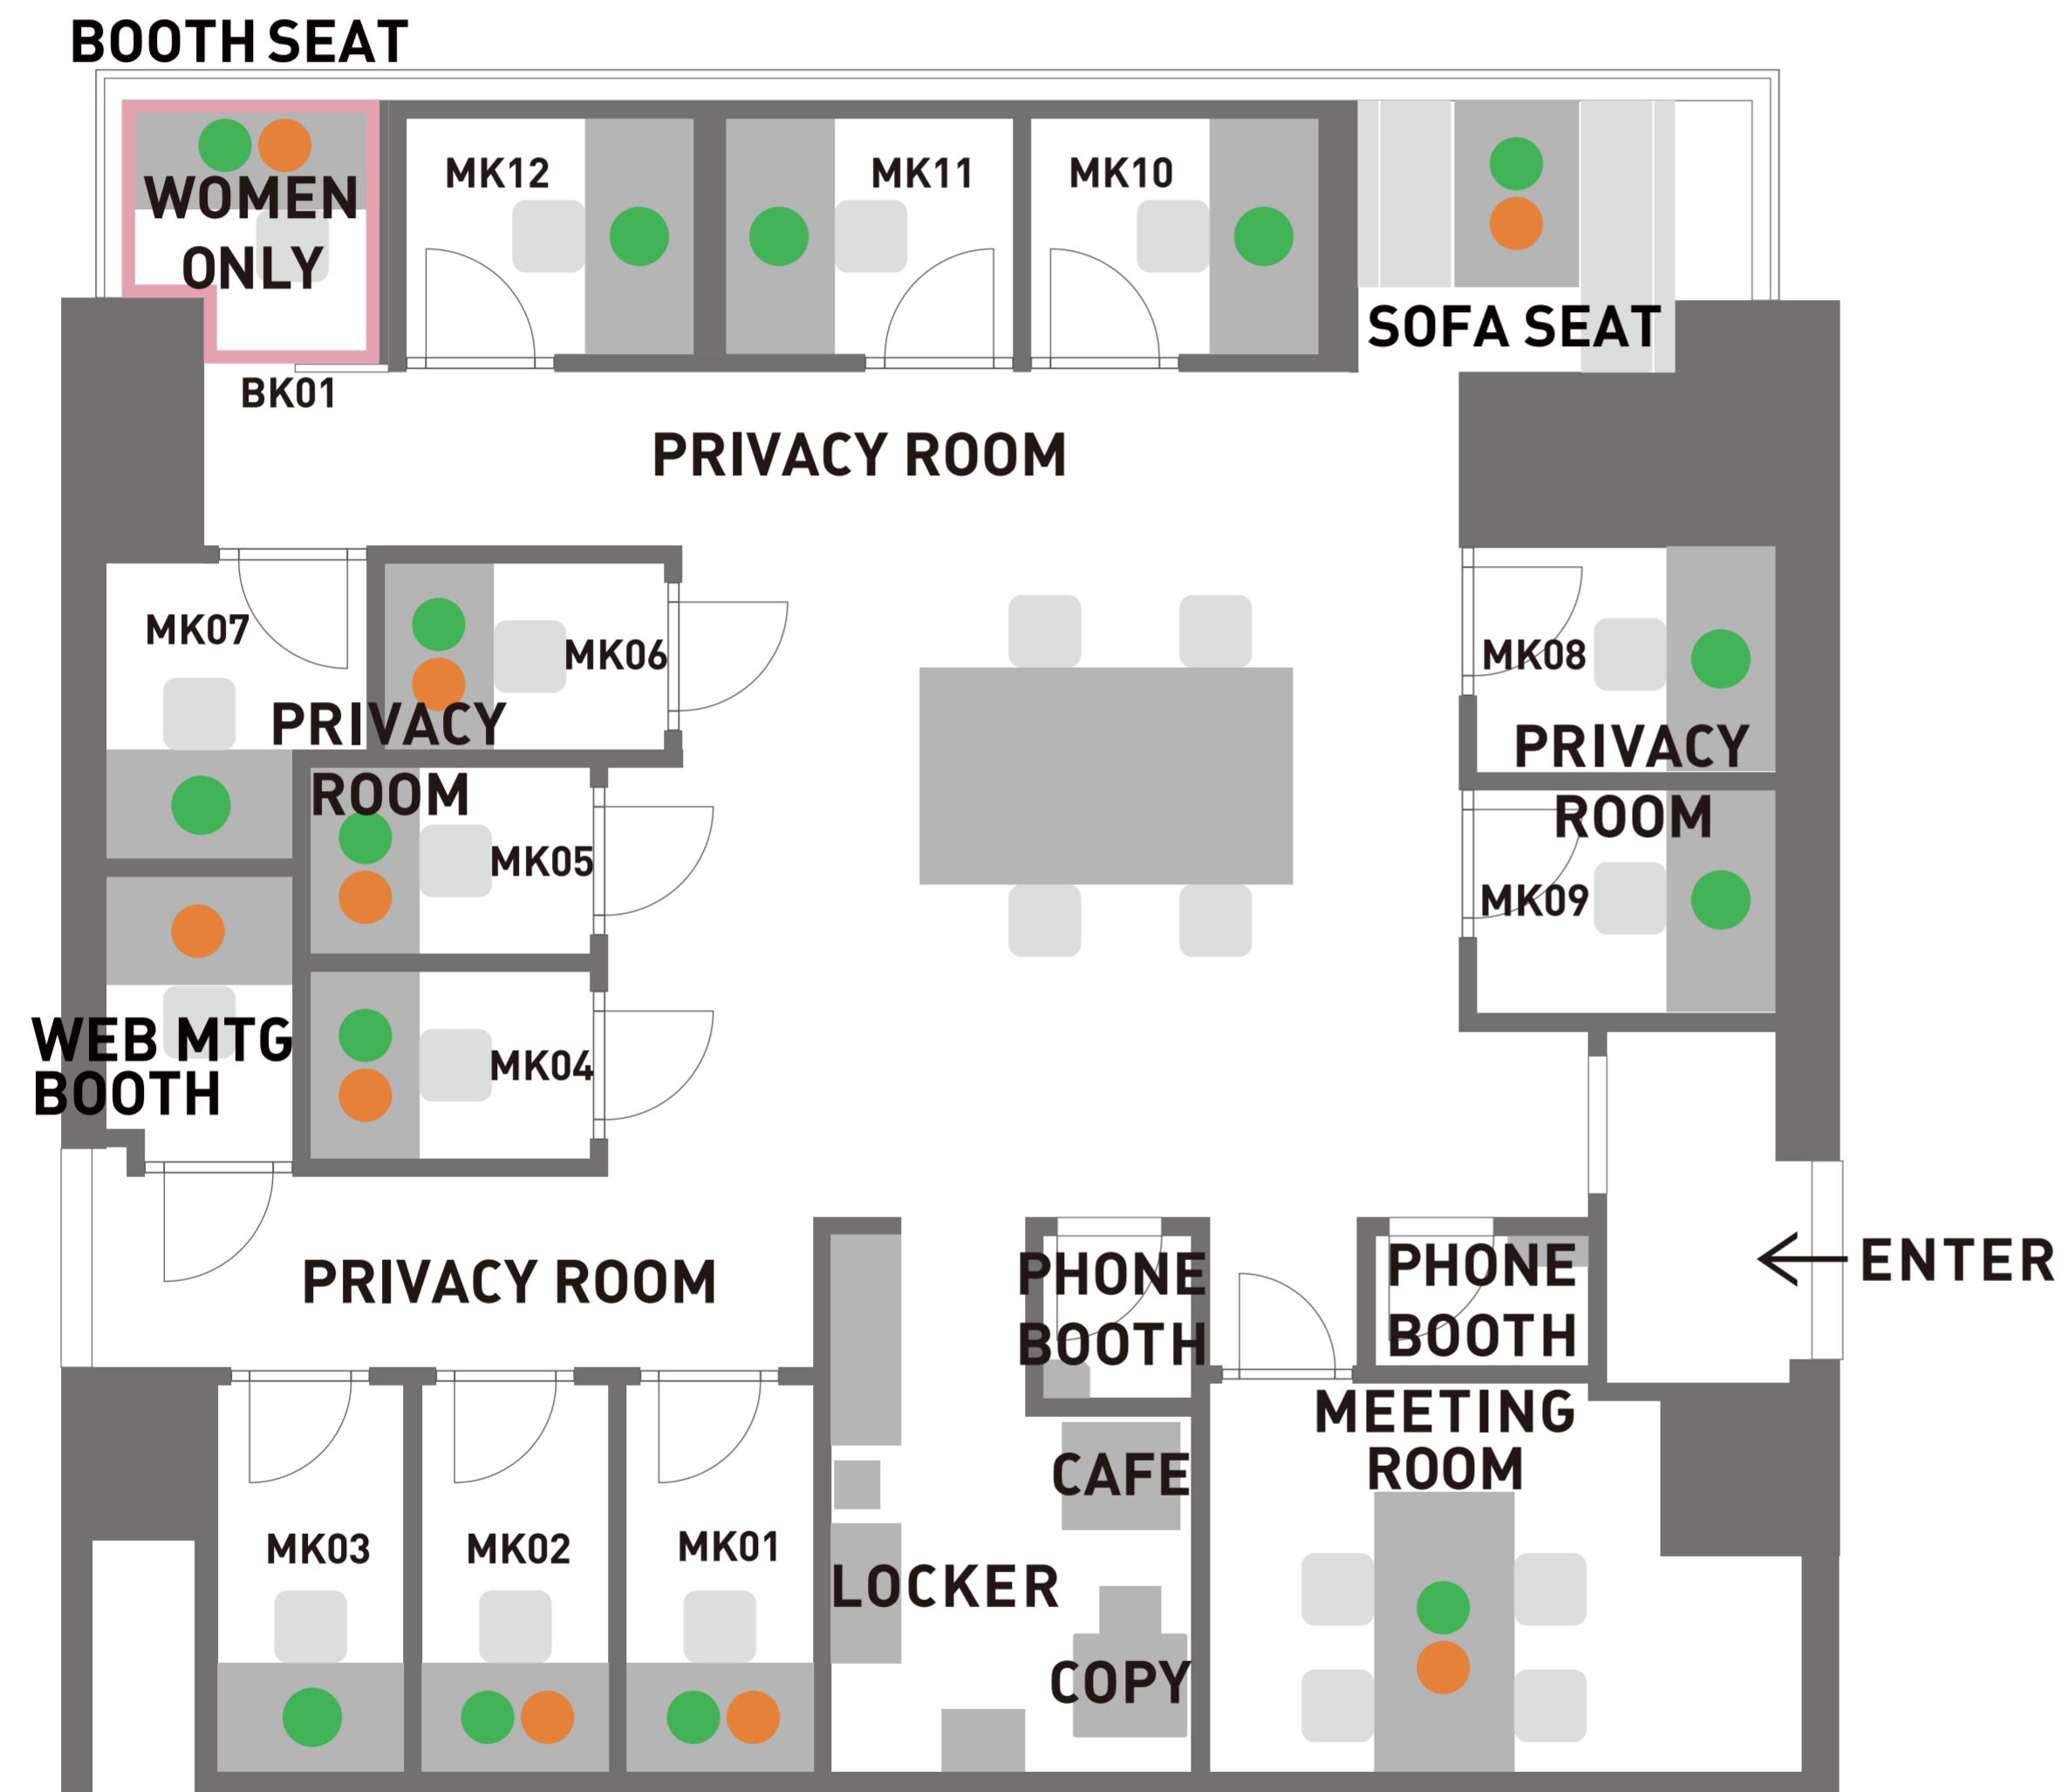 BOOTH SEAT
WOMEN
ONLY
BK01
MK12
MK11
MK10
SOFA SEAT
PRIVACY ROOM
MK07
MK06
PRIVACY
ROOM
MK05
MK04
MK08
PRIVACY
ROOM
MK09
WEB MTG
BOOTH
PRIVACY ROOM
PHONE
BOOTH
PHONE
BOOTH
ENTER
MEETING
ROOM
CAFE
MK03
MK02
MK01
LOCKER
COPY